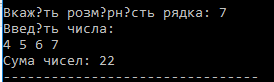 Вкаж?ть розм?рн?сть рядка: 7
Введ?ть числа:
4 5 6 7
Сума чисел: 22
--------------------------------